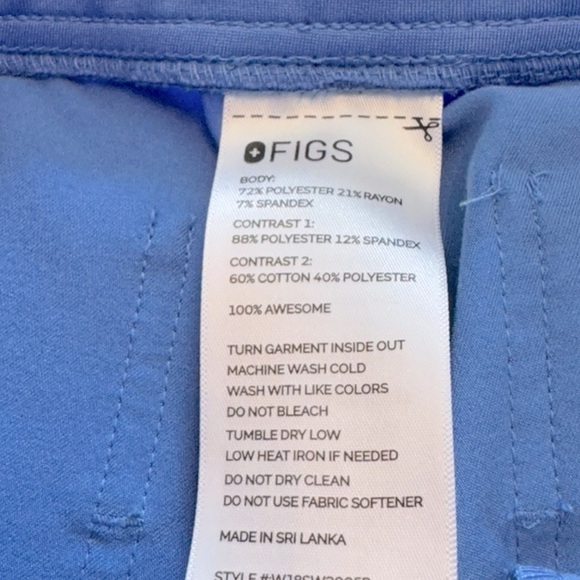 FIGS
BODY:
72% POLYESTER 21% RAYON
7% SPANDEX
CONTRAST 1:
88% POLYESTER 12% SPANDEX
CONTRAST 2:
60% COTTON 40% POLYESTER
100% AWESOME
TURN GARMENT INSIDE OUT
MACHINE WASH COLD
WASH WITH LIKE COLORS
DO NOT BLEACH
TUMBLE DRY LOW
LOW HEAT IRON IF NEEDED
DO NOT DRY CLEAN
DO NOT USE FABRIC SOFTENER
MADE IN SRI LANKA
STYLE